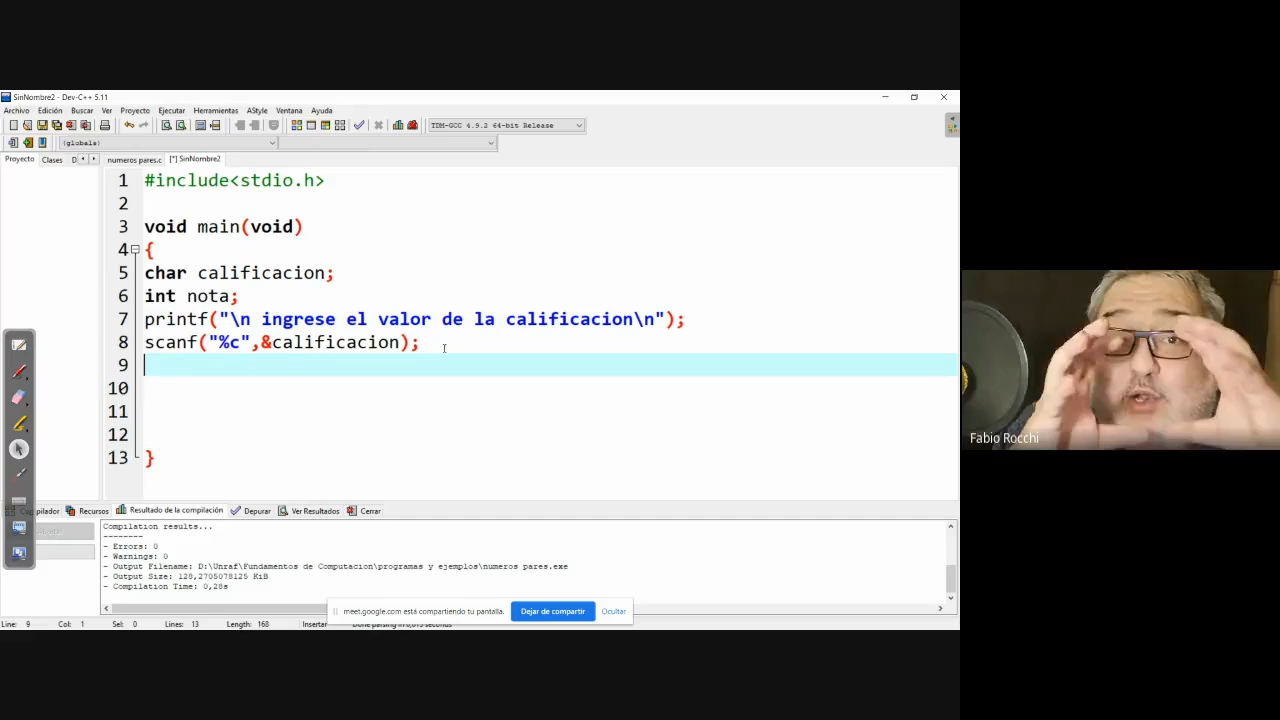 SinNombre2 - Dev-C++ 5.11
Archivo Edición Buscar Ver Proyecto Ejecutar Herramientas AStyle Ventana Ayuda
TDM-GCC 4.9.2 64-bit Release
(globals)
Proyecto Clases D numeros pares.c [*] SinNombre2
1 #include<stdio.h>
2
3 void main(void)
4 {
5 char calificacion;
6 int nota;
7 printf("\n ingrese el valor de la calificacion\n");
8 scanf("%c",&calificacion);
9
10
11
12
13 }
Fabio Rocchi
Recursos Resultado de la compilación Depurar Ver Resultados Cerrar
Compilation results...
--------
- Errors: 0
- Warnings: 0
- Output Filename: D:\Unraf\Fundamentos de Computacion\programas y ejemplos\numeros pares.exe
- Output Size: 128,2705078125 KiB
- Compilation Time: 0,28s
meet.google.com está compartiendo tu pantalla. Dejar de compartir Ocultar
Line: 9 Col: 1 Sel: 0 Lines: 13 Length: 168 Insertar